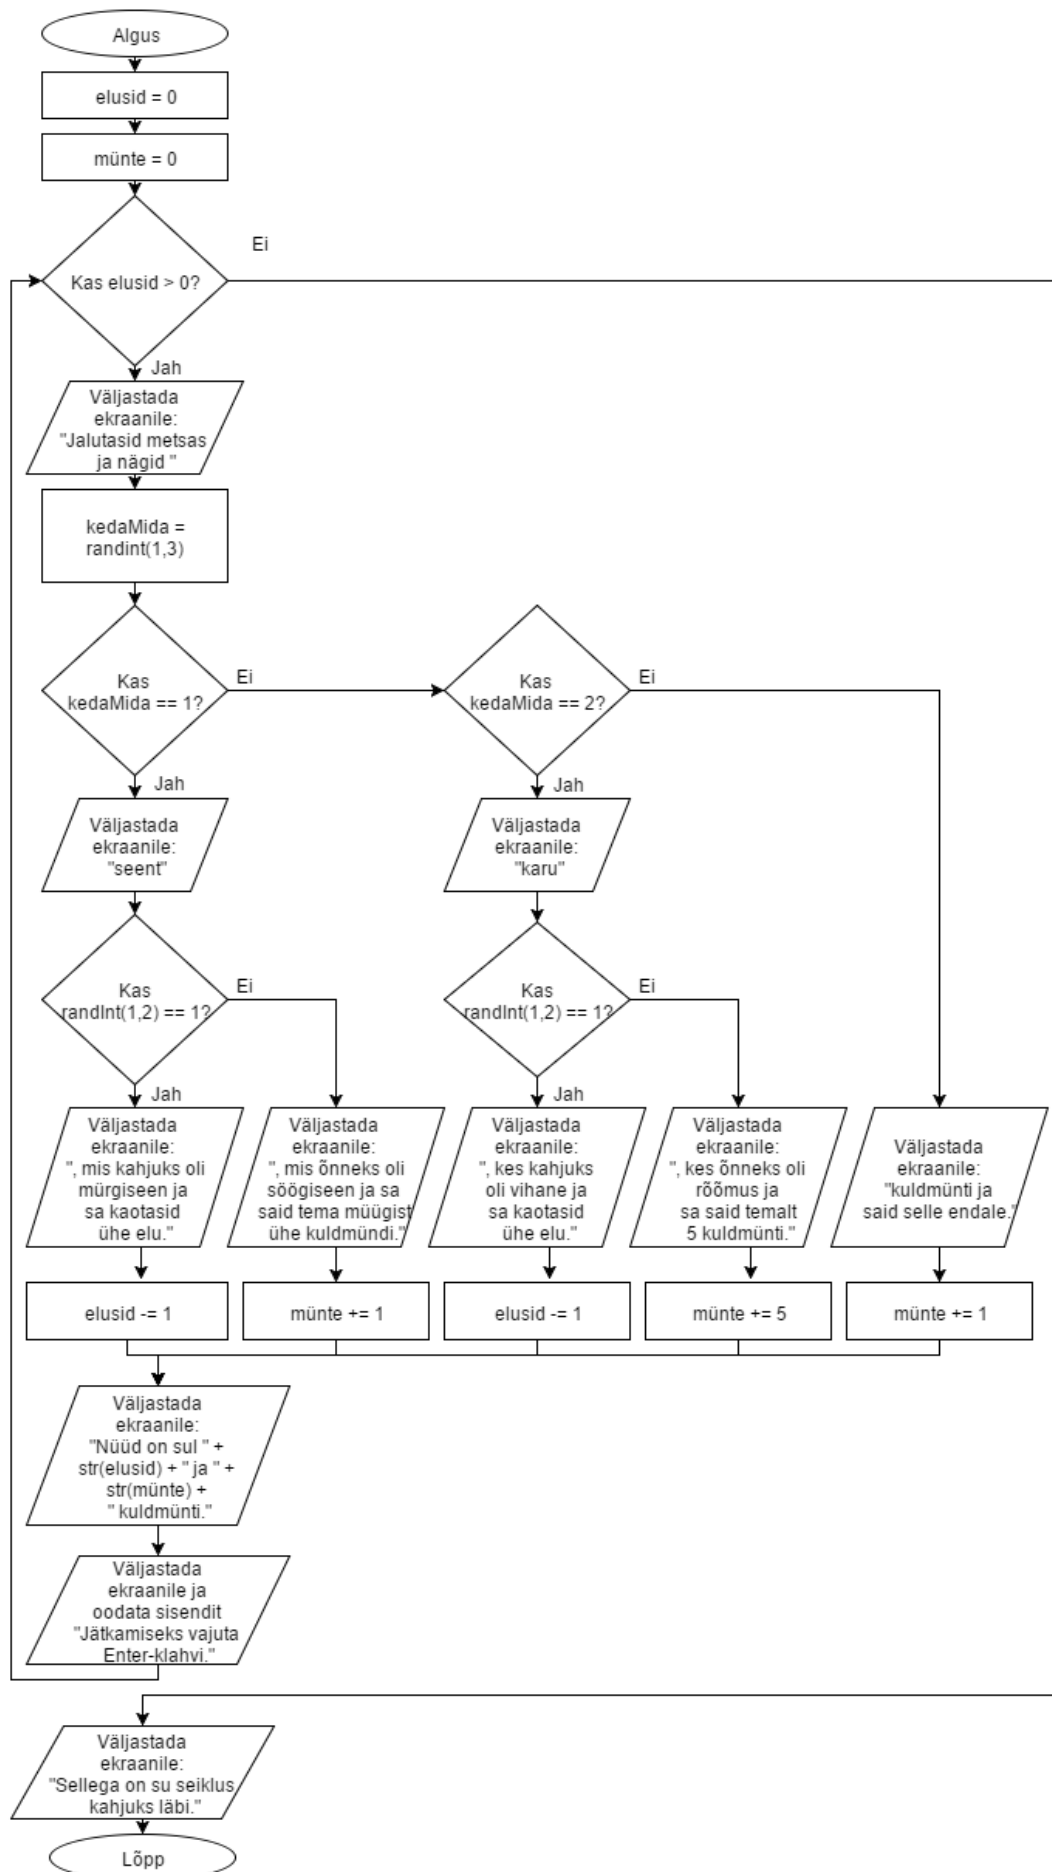 Algus
elusid = 0
münte = 0
Ei
Kas elusid > 0?
Jah
Väljastada
ekraanile:
"Jalutasid metsas
ja nägid "
kedaMida =
randint(1,3)
Kas
kedaMida == 1?
Ei
Kas
kedaMida == 2?
Ei
Jah
Jah
Väljastada
ekraanile:
"seent"
Väljastada
ekraanile:
"karu"
Kas
randInt(1,2) == 1?
Ei
Kas
randInt(1,2) == 1?
Ei
Jah
Jah
Väljastada
ekraanile:
", mis kahjuks oli
mürgiseen ja
sa kaotasid
ühe elu."
Väljastada
ekraanile:
", mis õnneks oli
söögiseen ja sa
said tema müügist
ühe kuldmündi."
Väljastada
ekraanile:
", kes kahjuks
oli vihane ja
sa kaotasid
ühe elu."
Väljastada
ekraanile:
", kes õnneks oli
rõõmus ja
sa said temalt
5 kuldmünti."
Väljastada
ekraanile:
"kuldmünti ja
said selle endale."
elusid -= 1
münte += 1
elusid -= 1
münte += 5
münte += 1
Väljastada
ekraanile:
"Nüüd on sul " +
str(elusid) + " ja " +
str(münte) +
" kuldmünti."
Väljastada
ekraanile ja
oodata sisendit
"Jätkamiseks vajuta
Enter-klahvi."
Väljastada
ekraanile:
"Sellega on su seiklus
kahjuks läbi."
Lõpp